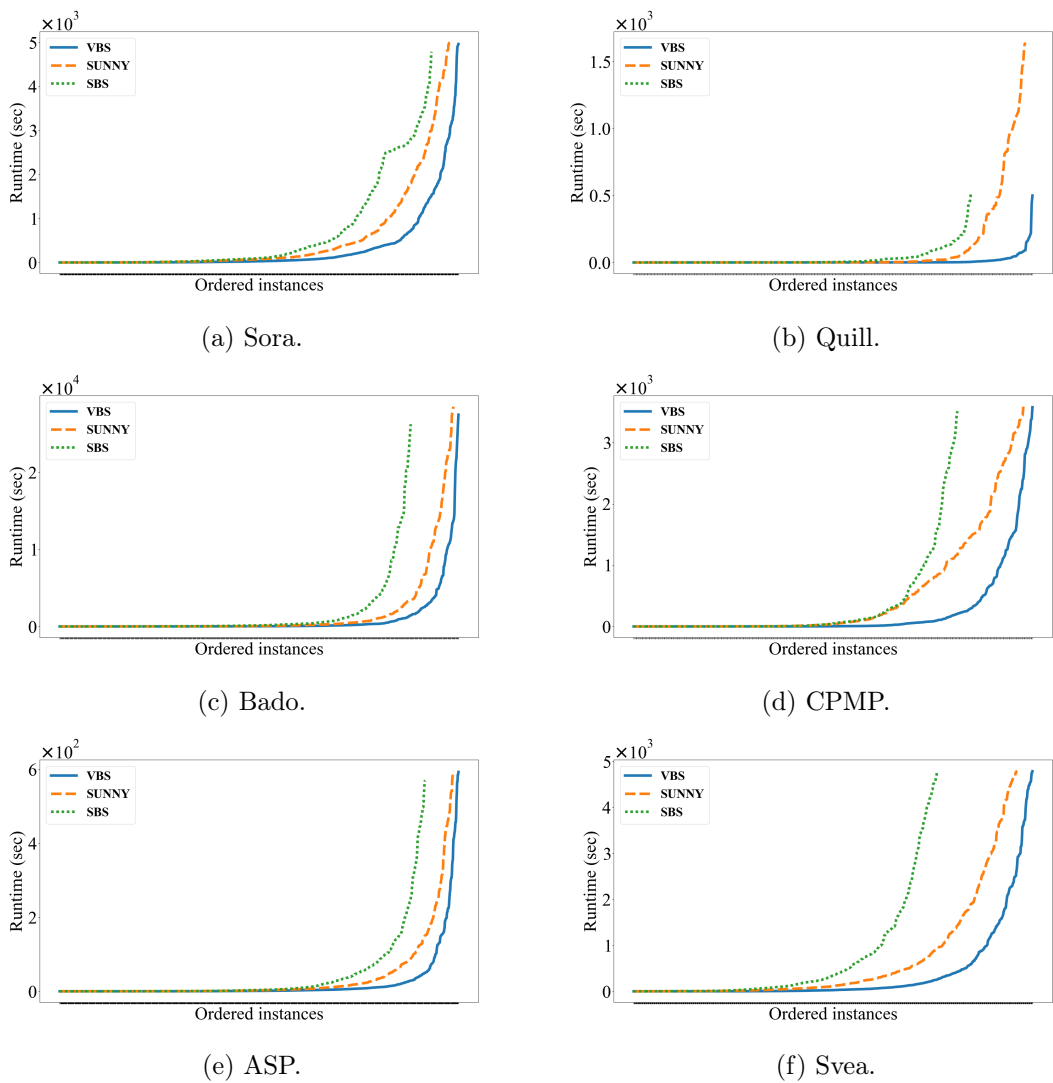 ×10³
5
4
3
2
1
0
Runtime (sec)
VBS
SUNNY
SBS
Ordered instances
(a) Sora.
×10³
1.5
1.0
0.5
0.0
Runtime (sec)
VBS
SUNNY
SBS
Ordered instances
(b) Quill.
×10⁴
2
1
0
Runtime (sec)
VBS
SUNNY
SBS
Ordered instances
(c) Bado.
×10³
3
2
1
0
Runtime (sec)
VBS
SUNNY
SBS
Ordered instances
(d) CPMP.
×10²
6
4
2
0
Runtime (sec)
VBS
SUNNY
SBS
Ordered instances
(e) ASP.
×10³
5
4
3
2
1
0
Runtime (sec)
VBS
SUNNY
SBS
Ordered instances
(f) Svea.